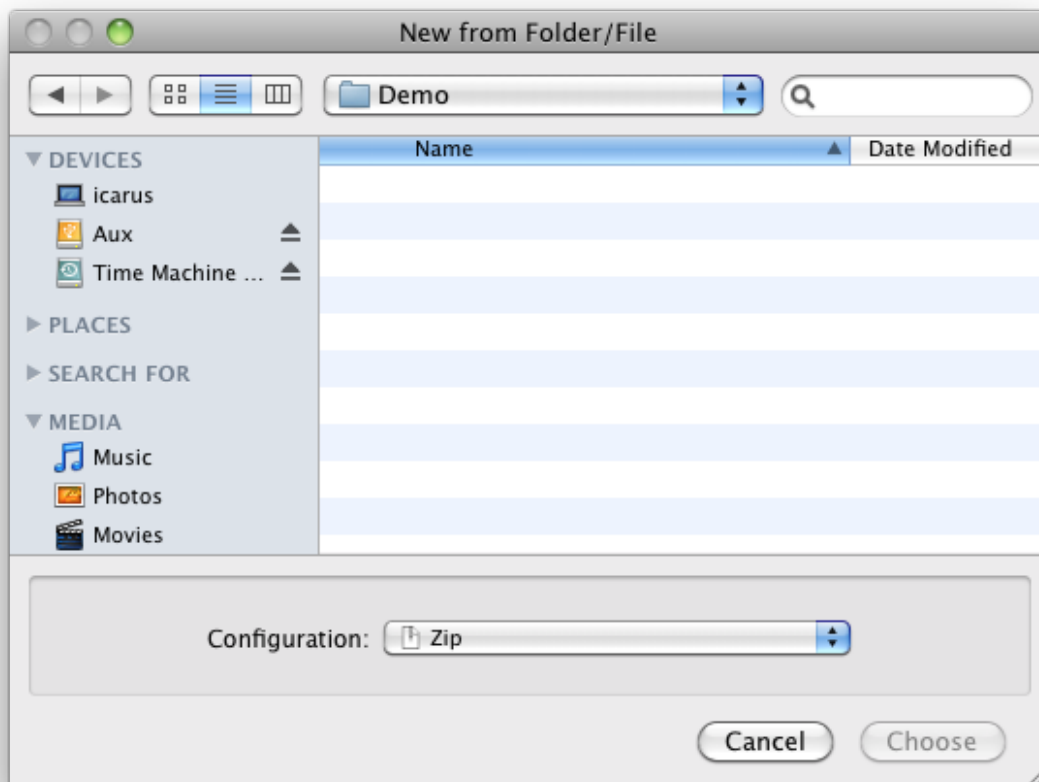 New from Folder/File
Demo
Name Date Modified
DEVICES
icarus
Aux
Time Machine ...
PLACES
SEARCH FOR
MEDIA
Music
Photos
Movies
Configuration: Zip
Cancel Choose